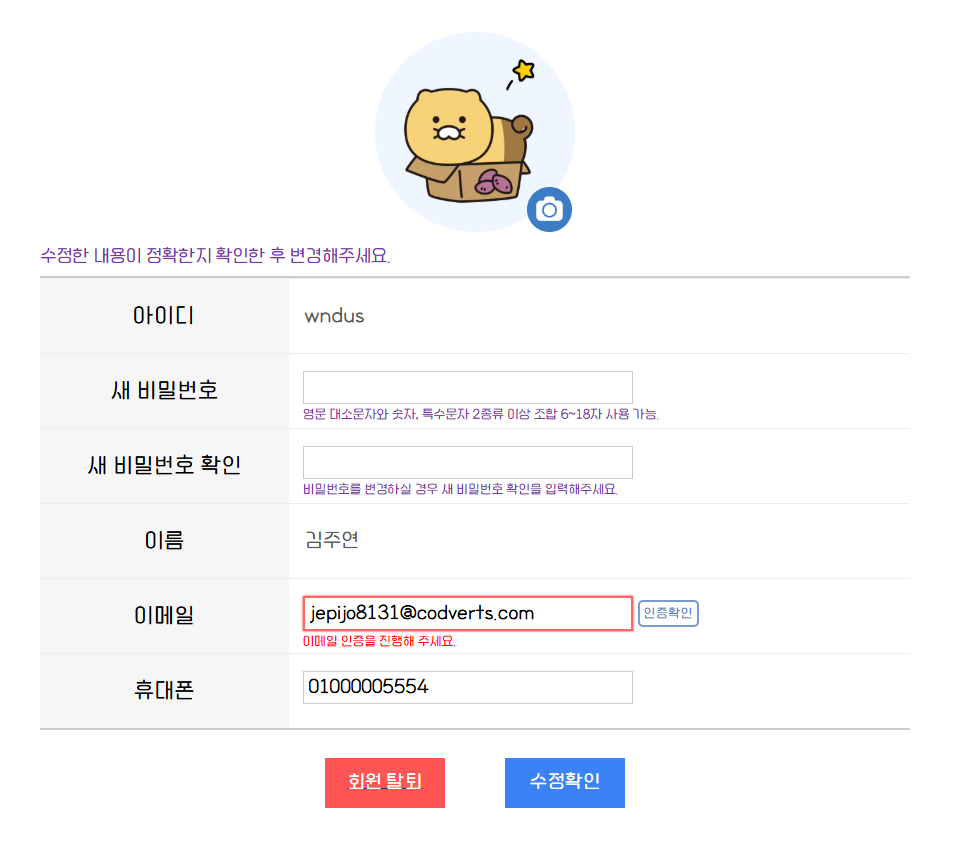 수정한 내용이 정확한지 확인한 후 변경해주세요.
아이디 wndus
새 비밀번호
영문 대소문자와 숫자, 특수문자 2종류 이상 조합 6~18자 사용 가능.
새 비밀번호 확인
비밀번호를 변경하실 경우 새 비밀번호 확인을 입력해주세요.
이름 김주연
이메일 jepijo8131@codverts.com 인증확인
이메일 인증을 진행해 주세요.
휴대폰 01000005554
회원 탈퇴 수정확인